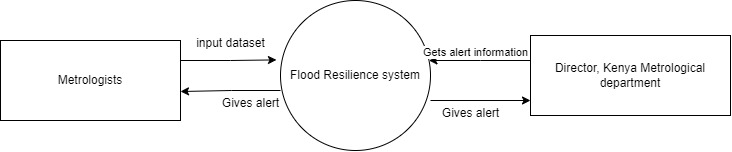 input dataset
Metrologists
Gives alert
Flood Resilience system
Gets alert information
Director, Kenya Metrological
department
Gives alert